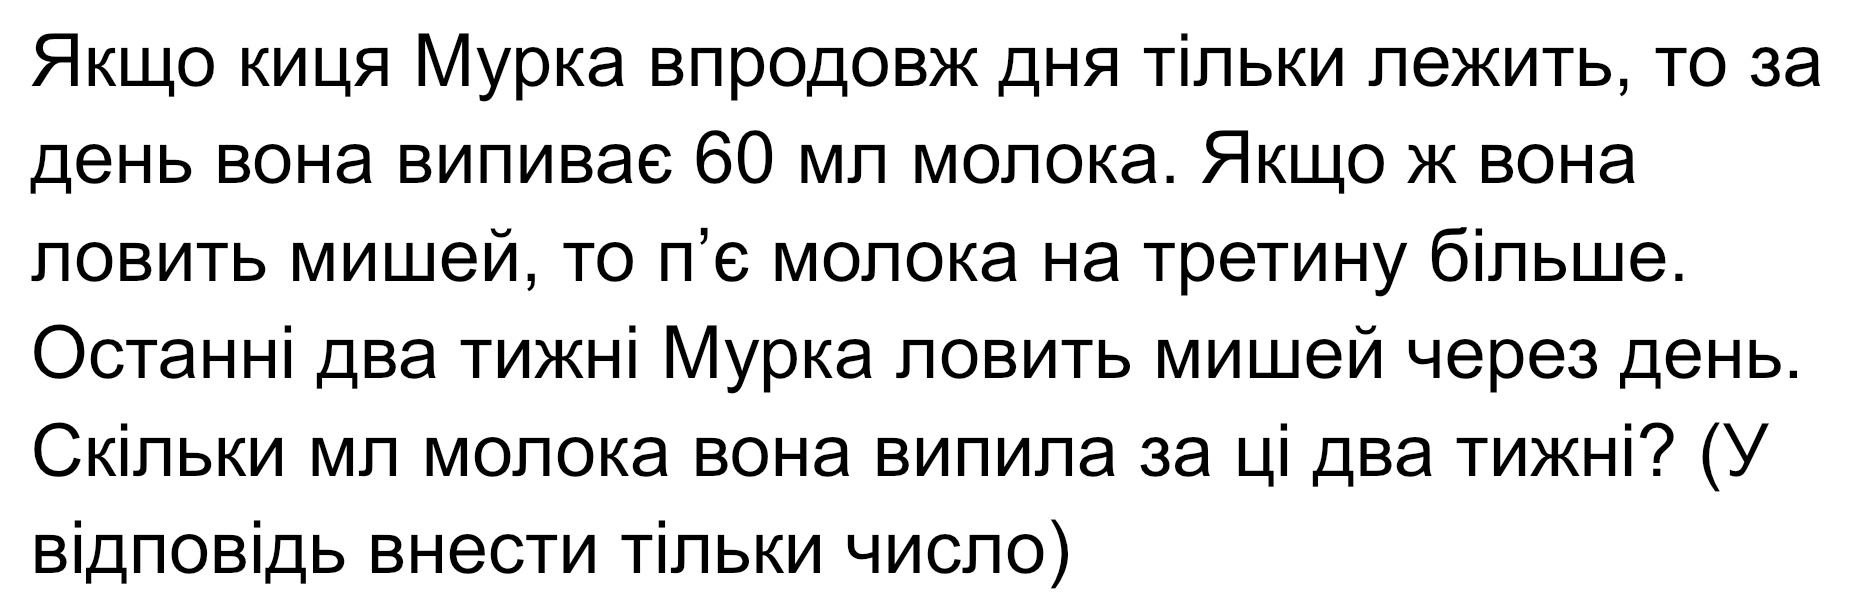 Якщо киця Мурка впродовж дня тільки лежить, то за
день вона випиває 60 мл молока. Якщо ж вона
ловить мишей, то п’є молока на третину більше.
Останні два тижні Мурка ловить мишей через день.
Скільки мл молока вона випила за ці два тижні? (У
відповідь внести тільки число)